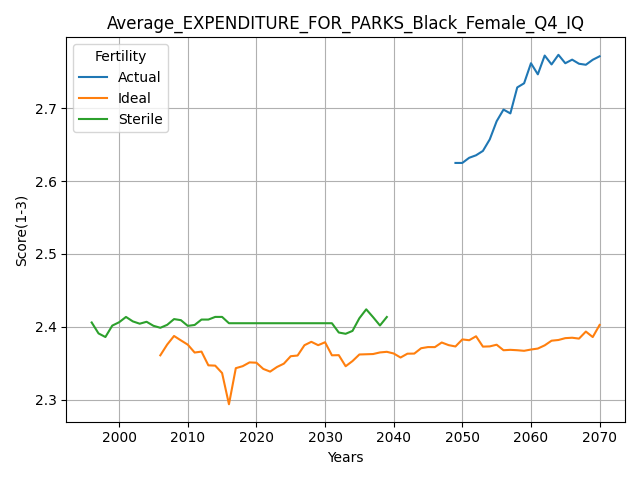 Average_EXPENDITURE_FOR_PARKS_Black_Female_Q4_IQ
Fertility
Actual
Ideal
Sterile
2.7
2.6
2.5
2.4
2.3
Score(1-3)
2000 2010 2020 2030 2040 2050 2060 2070
Years